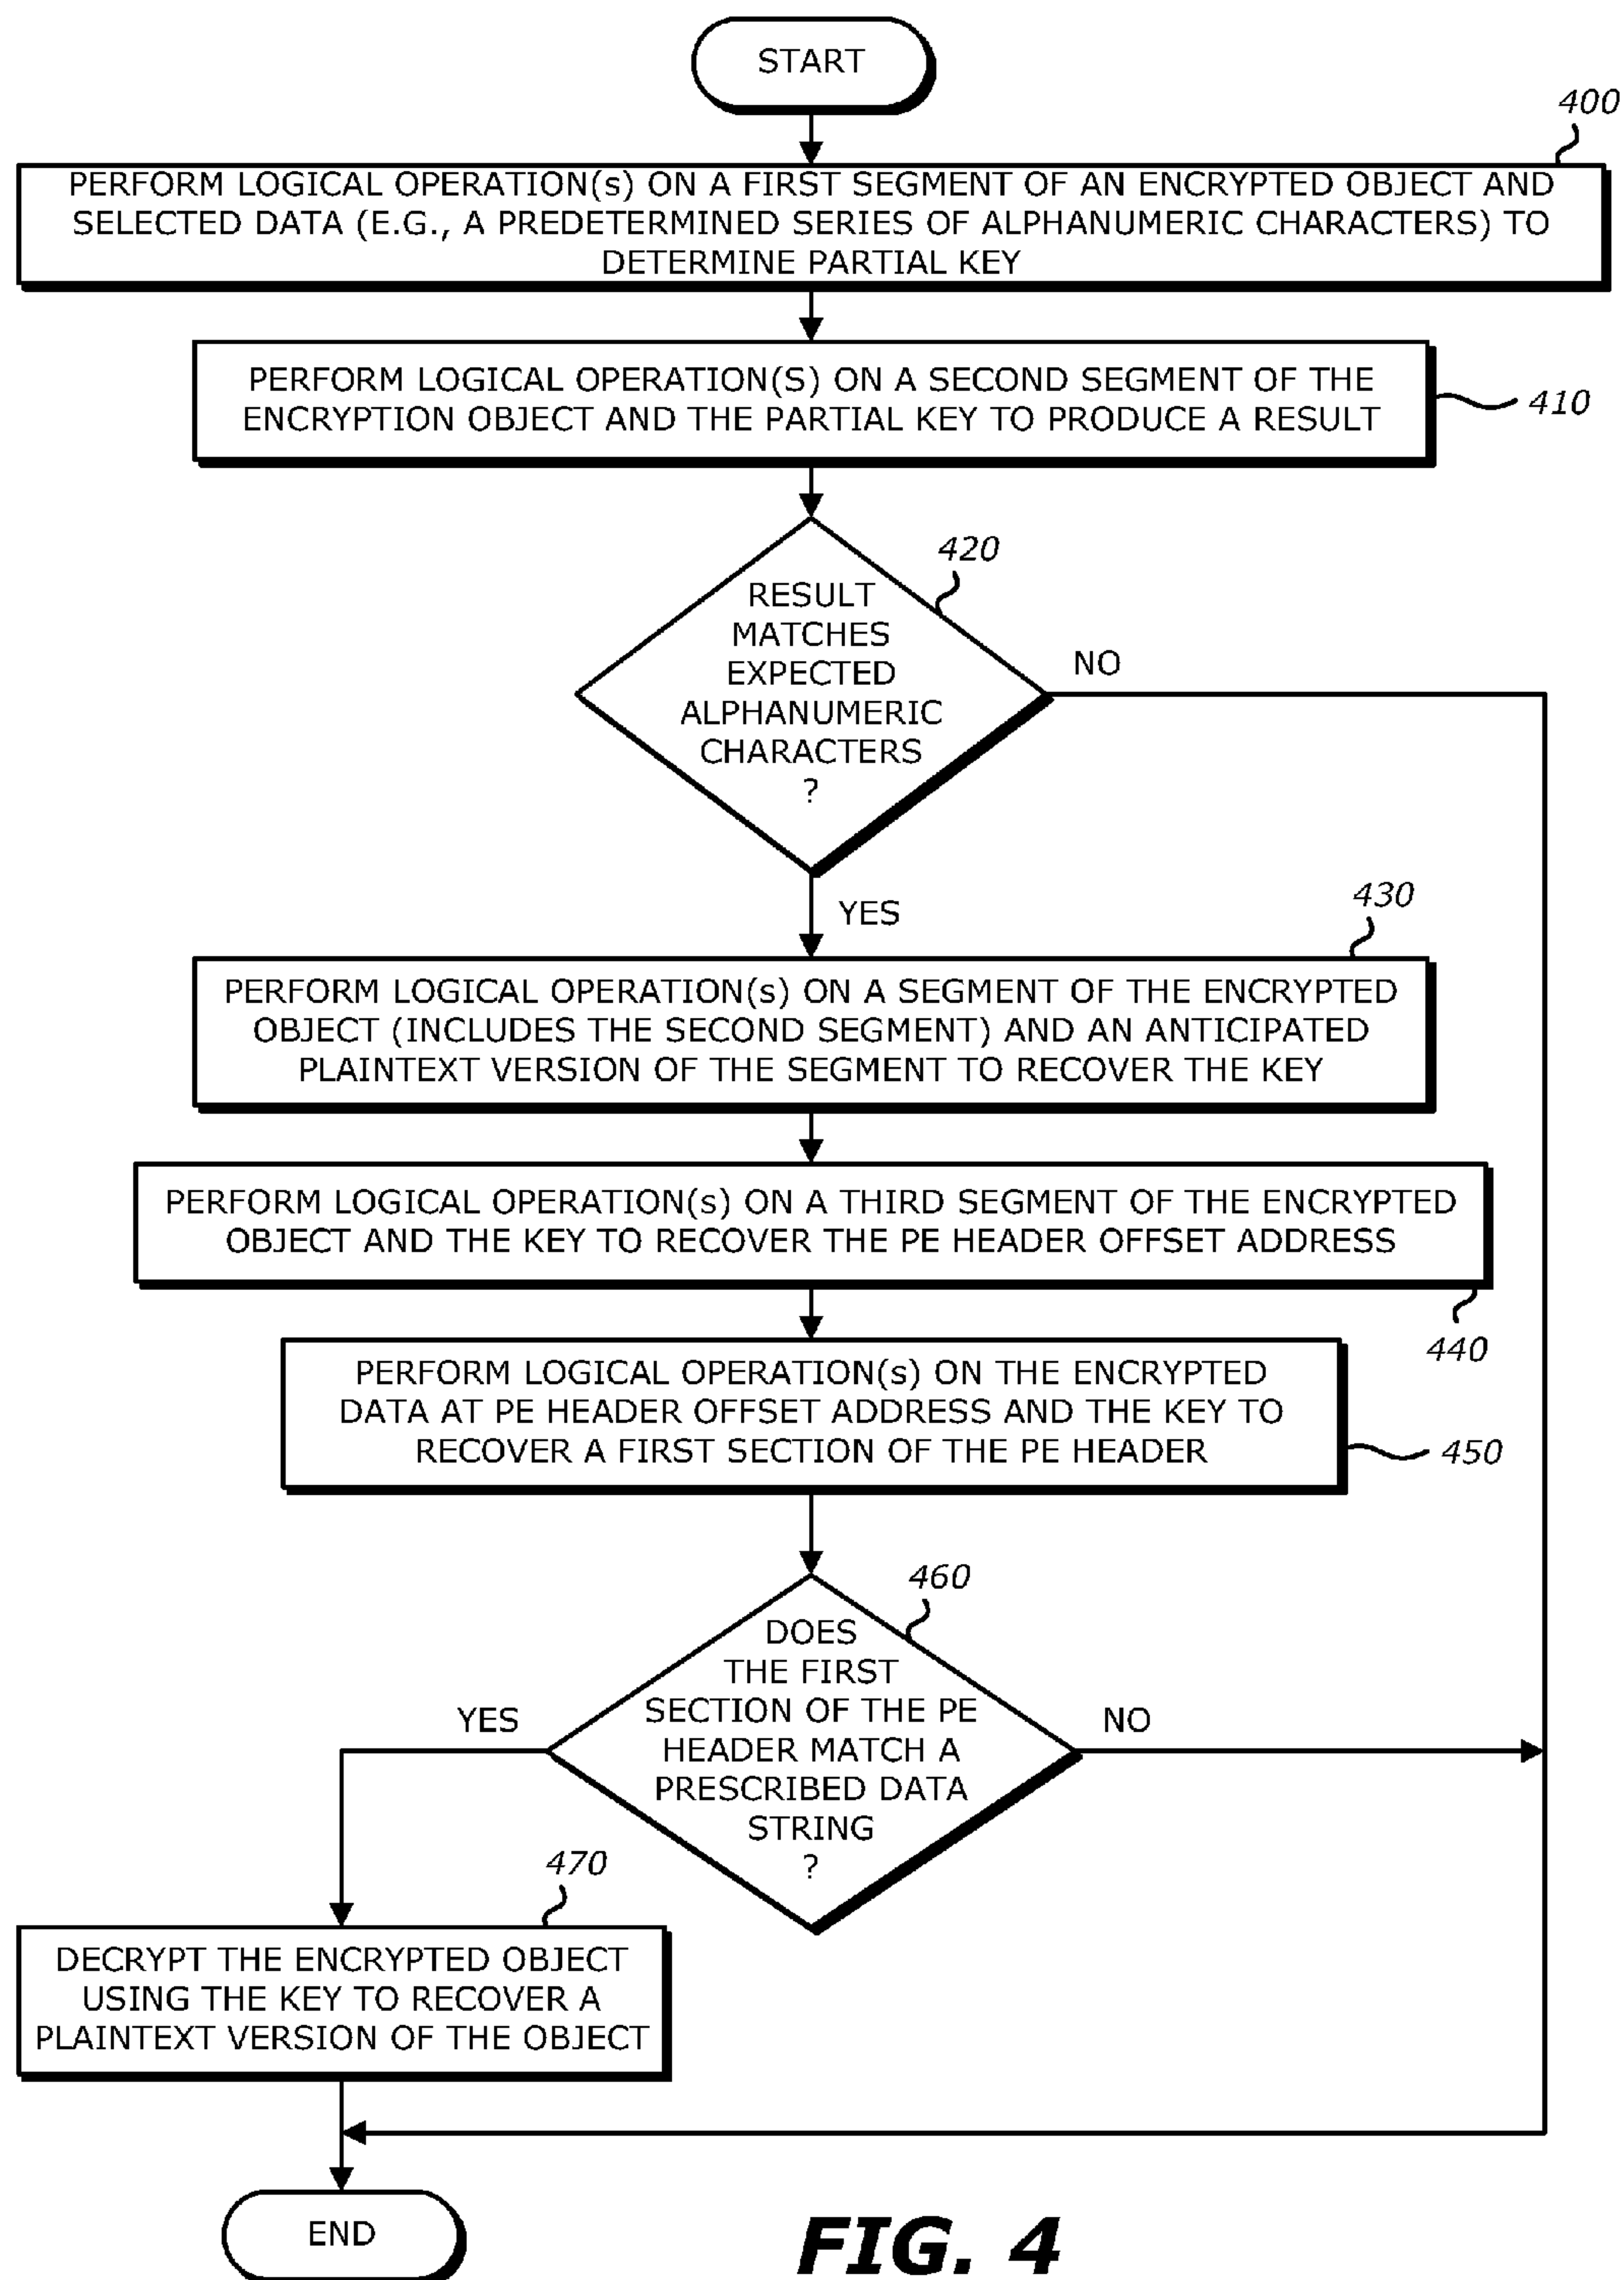 START
400
PERFORM LOGICAL OPERATION(s) ON A FIRST SEGMENT OF AN ENCRYPTED OBJECT AND
SELECTED DATA (E.G., A PREDETERMINED SERIES OF ALPHANUMERIC CHARACTERS) TO
DETERMINE PARTIAL KEY
PERFORM LOGICAL OPERATION(S) ON A SECOND SEGMENT OF THE
ENCRYPTION OBJECT AND THE PARTIAL KEY TO PRODUCE A RESULT
410
420
RESULT
MATCHES
EXPECTED
ALPHANUMERIC
CHARACTERS
?
NO
YES
430
PERFORM LOGICAL OPERATION(s) ON A SEGMENT OF THE ENCRYPTED
OBJECT (INCLUDES THE SECOND SEGMENT) AND AN ANTICIPATED
PLAINTEXT VERSION OF THE SEGMENT TO RECOVER THE KEY
PERFORM LOGICAL OPERATION(s) ON A THIRD SEGMENT OF THE ENCRYPTED
OBJECT AND THE KEY TO RECOVER THE PE HEADER OFFSET ADDRESS
440
PERFORM LOGICAL OPERATION(s) ON THE ENCRYPTED
DATA AT PE HEADER OFFSET ADDRESS AND THE KEY TO
RECOVER A FIRST SECTION OF THE PE HEADER
450
460
DOES
THE FIRST
SECTION OF THE PE
HEADER MATCH A
PRESCRIBED DATA
STRING
?
YES
NO
470
DECRYPT THE ENCRYPTED OBJECT
USING THE KEY TO RECOVER A
PLAINTEXT VERSION OF THE OBJECT
END
FIG. 4